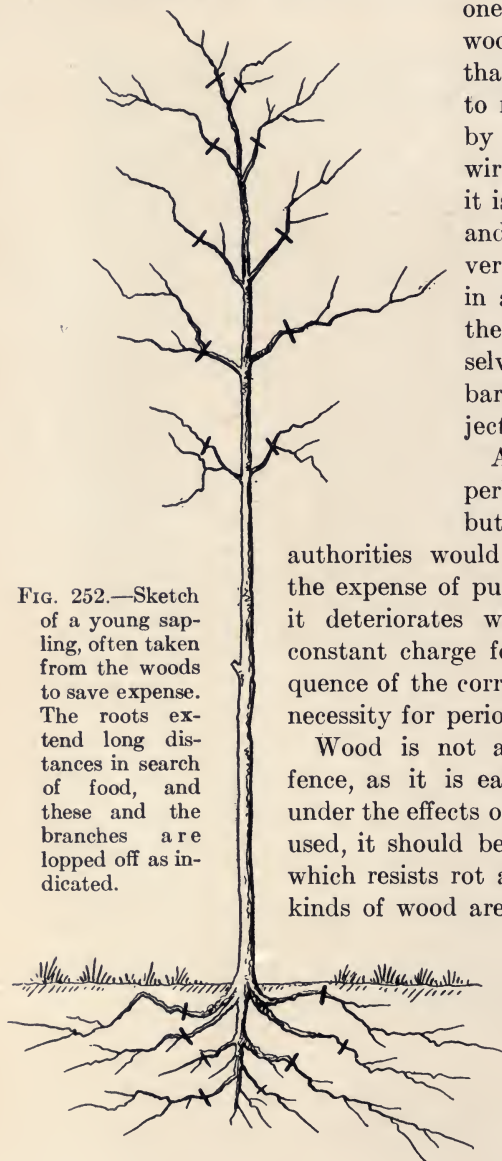 one
woo
tha
to r
by
wir
it is
and
ver
in a
the
selv
bar
ject
A
per
but
authorities would
the expense of pu
it deteriorates w
constant charge fo
quence of the corr
necessity for perio
Wood is not a
fence, as it is ea
under the effects o
used, it should be
which resists rot a
kinds of wood are
FIG. 252.—Sketch
of a young sap-
ling, often taken
from the woods
to save expense.
The roots ex-
tend long dis-
tances in search
of food, and
these and the
branches are
lopped off as in-
dicated.